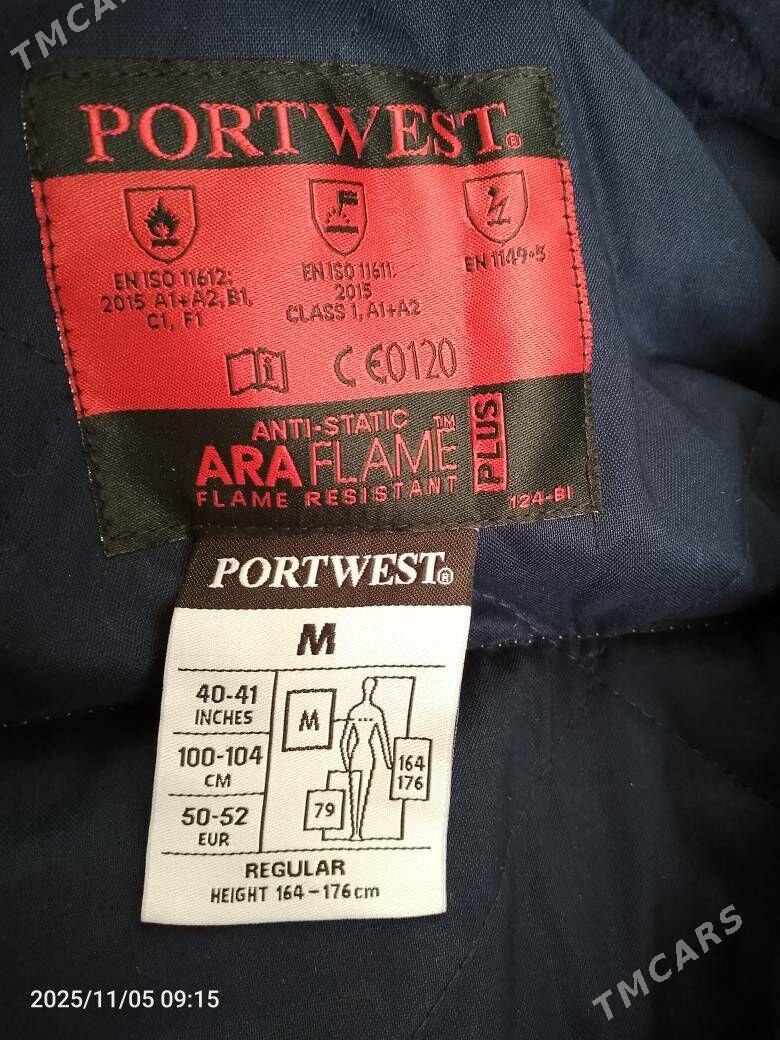 TMCARS
PORTWEST®
EN ISO 11612:
2015 A1+A2, B1,
C1, F1
EN ISO 11611:
2015
CLASS 1, A1+A2
EN 1149-5
i
CE0120
ANTI-STATIC
ARAFLAME™ PLUS
FLAME RESISTANT
124-BI
PORTWEST®
M
40-41
INCHES
100-104
CM
50-52
EUR
M
164
176
79
REGULAR
HEIGHT 164-176cm
TMCARS
2025/11/05 09:15